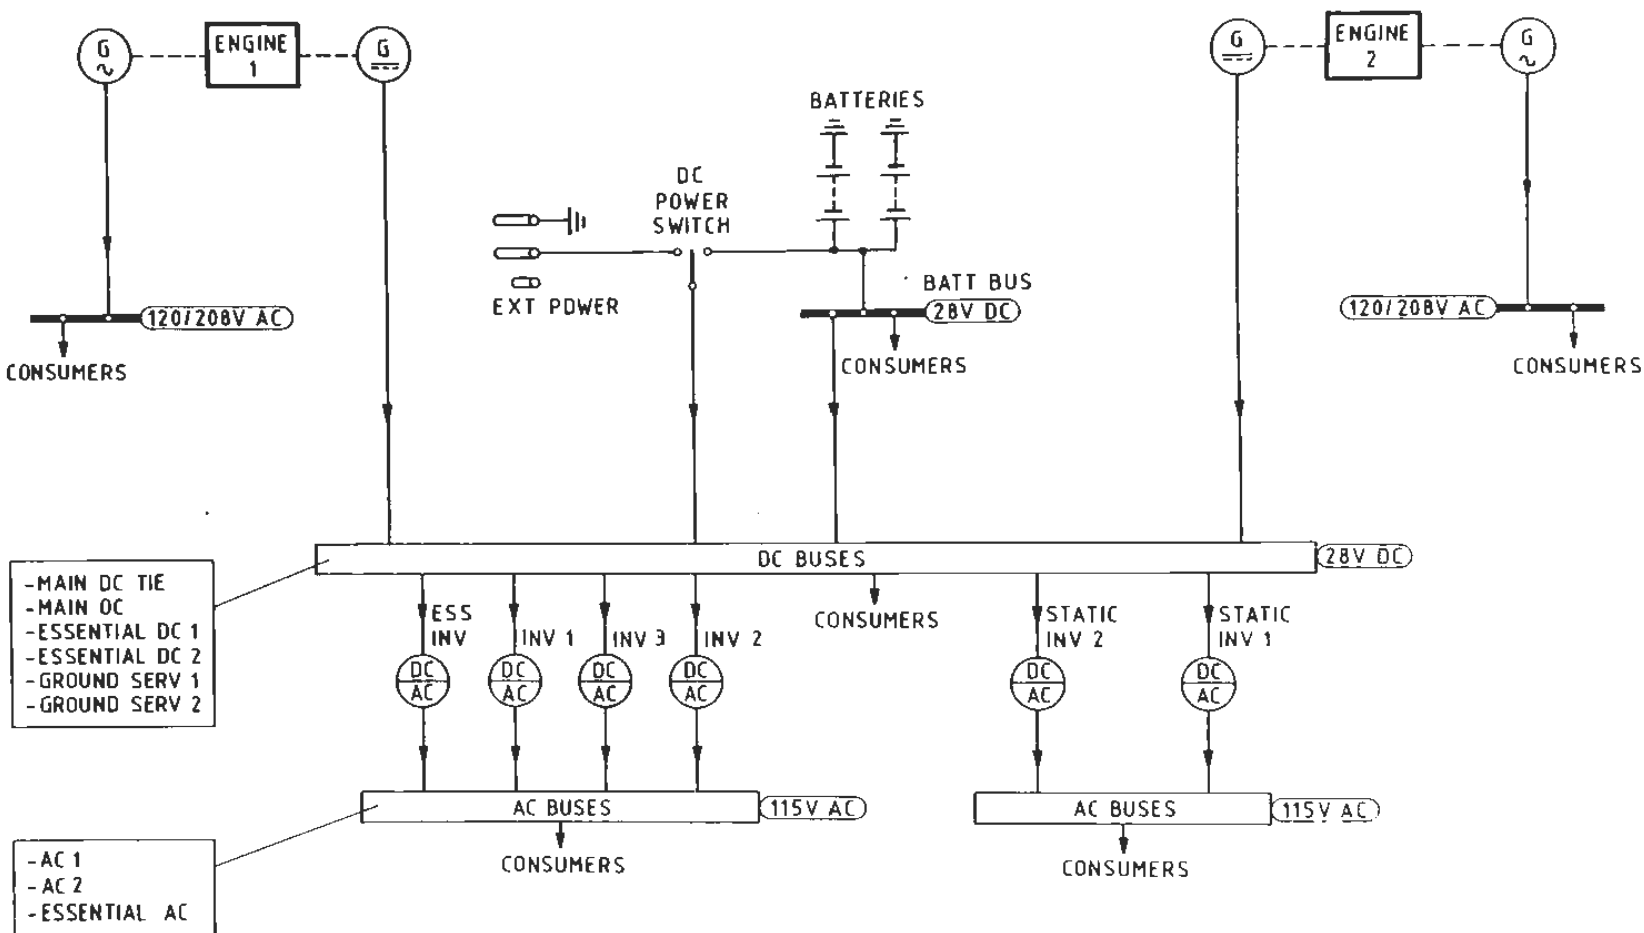 G
~
ENGINE
1
G
G
ENGINE
2
G
~
BATTERIES
DC
POWER
SWITCH
EXT POWER
BATT BUS
28V DC
120/208V AC
120/208V AC
CONSUMERS
CONSUMERS
CONSUMERS
DC BUSES
28V DC
-MAIN DC TIE
-MAIN DC
-ESSENTIAL DC 1
-ESSENTIAL DC 2
-GROUND SERV 1
-GROUND SERV 2
ESS
INV
INV 1
INV 3
INV 2
CONSUMERS
STATIC
INV 2
STATIC
INV 1
DC
AC
DC
AC
DC
AC
DC
AC
DC
AC
DC
AC
AC BUSES
115V AC
AC BUSES
115V AC
CONSUMERS
CONSUMERS
-AC 1
-AC 2
-ESSENTIAL AC